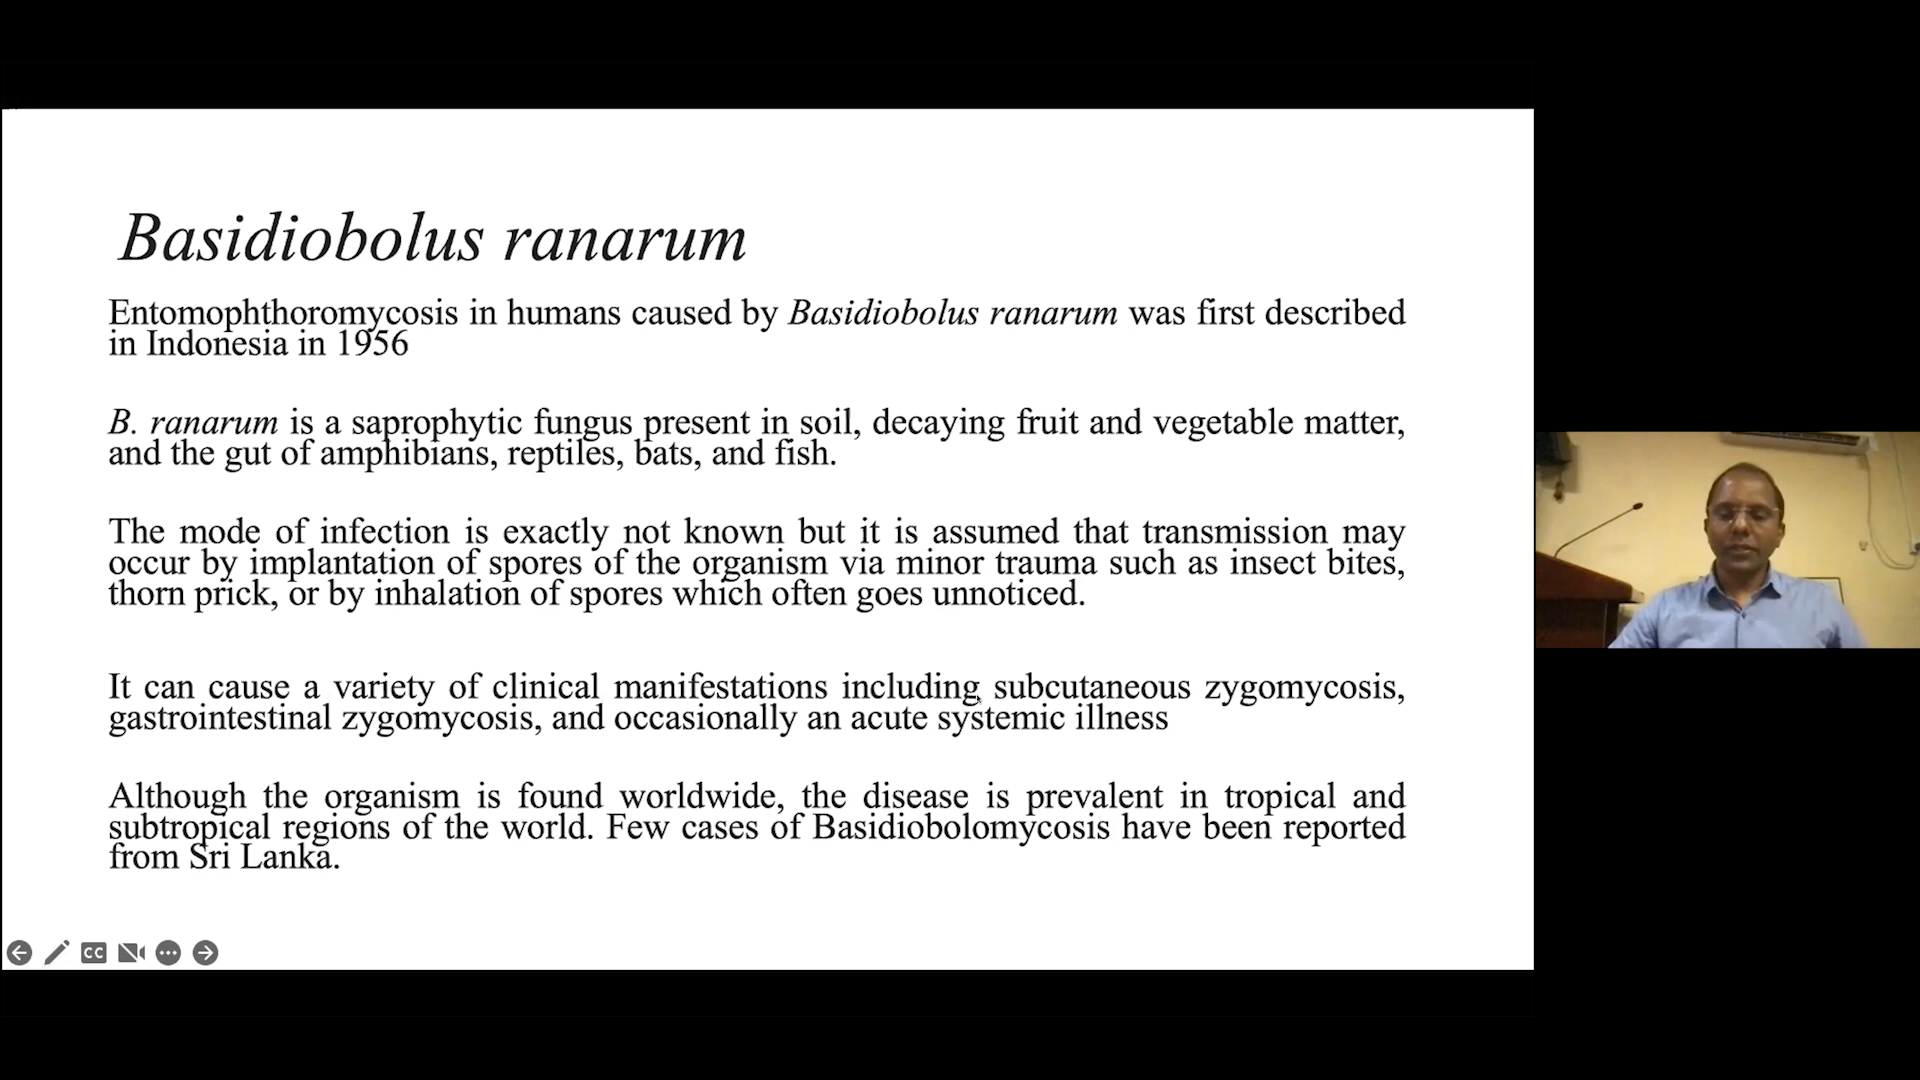 Basidiobolus ranarum
Entomophthoromycosis in humans caused by Basidiobolus ranarum was first described
in Indonesia in 1956
B. ranarum is a saprophytic fungus present in soil, decaying fruit and vegetable matter,
and the gut of amphibians, reptiles, bats, and fish.
The mode of infection is exactly not known but it is assumed that transmission may
occur by implantation of spores of the organism via minor trauma such as insect bites,
thorn prick, or by inhalation of spores which often goes unnoticed.
It can cause a variety of clinical manifestations including subcutaneous zygomycosis,
gastrointestinal zygomycosis, and occasionally an acute systemic illness
Although the organism is found worldwide, the disease is prevalent in tropical and
subtropical regions of the world. Few cases of Basidiobolomycosis have been reported
from Sri Lanka.
CC